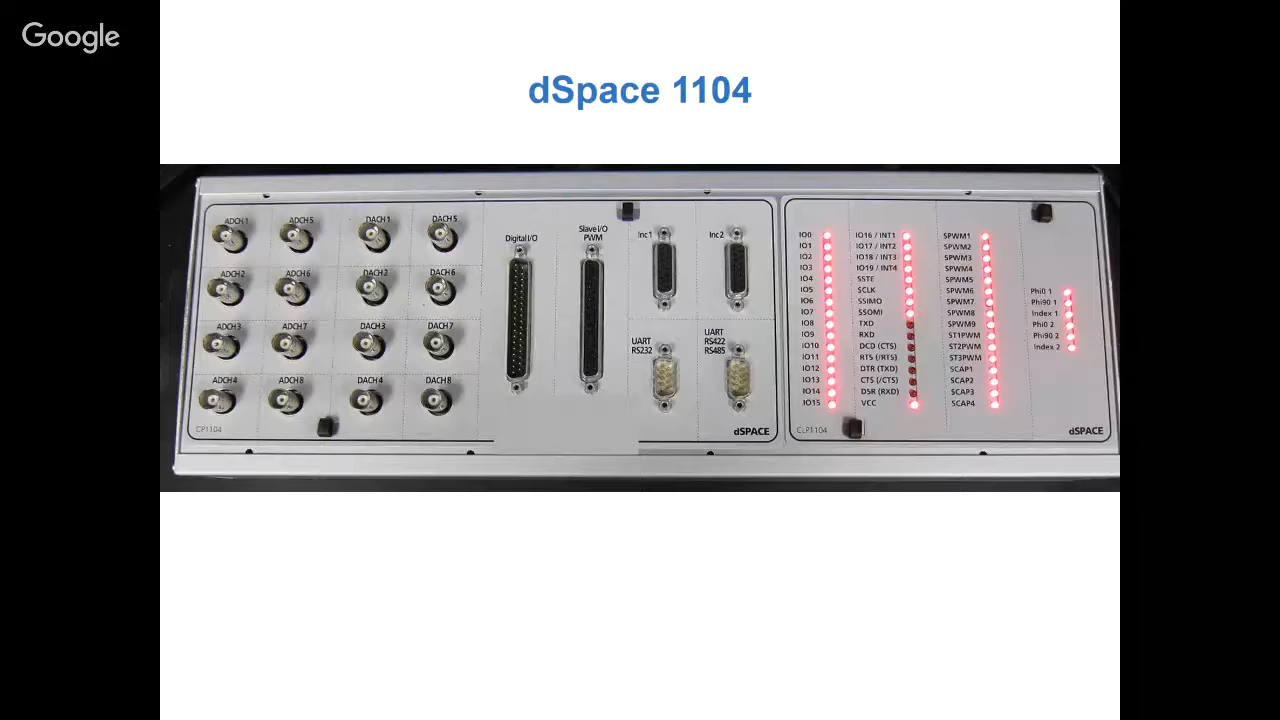 Google
dSpace 1104
ADCH1
ADCH5
DACH1
DACH5
ADCH2
ADCH6
DACH2
DACH6
ADCH3
ADCH7
DACH3
DACH7
ADCH4
ADCH8
DACH4
DACH8
CP1104
Digital I/O
Slave I/O
PWM
Inc1
Inc2
UART
RS232
UART
RS422
RS485
dSPACE
IO0
IO1
IO2
IO3
IO4
IO5
IO6
IO7
IO8
IO9
IO10
IO11
IO12
IO13
IO14
IO15
IO16 / INT1
IO17 / INT2
IO18 / INT3
IO19 / INT4
SSTE
SCLK
SSIMO
SSOMI
TXD
RXD
DCD (CTS)
RTS (/RTS)
DTR (TXD)
CTS (/CTS)
DSR (RXD)
VCC
SPWM1
SPWM2
SPWM3
SPWM4
SPWM5
SPWM6
SPWM7
SPWM8
SPWM9
ST1PWM
ST2PWM
ST3PWM
SCAP1
SCAP2
SCAP3
SCAP4
Phi0 1
Phi90 1
Index 1
Phi0 2
Phi90 2
Index 2
CLP1104
dSPACE